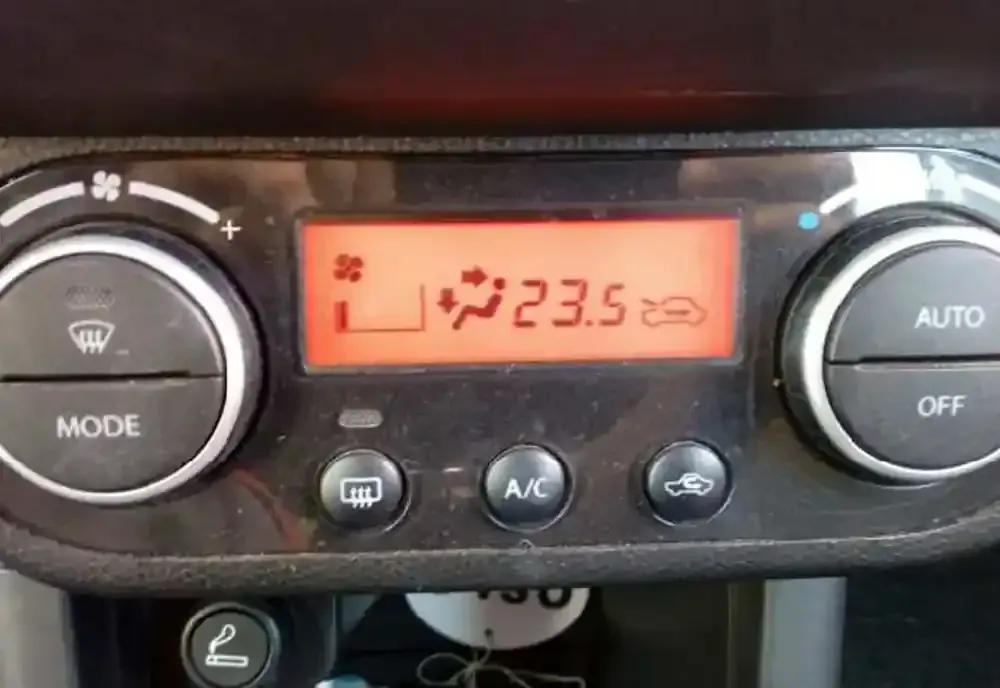 +
23.5
AUTO
OFF
MODE
A/C